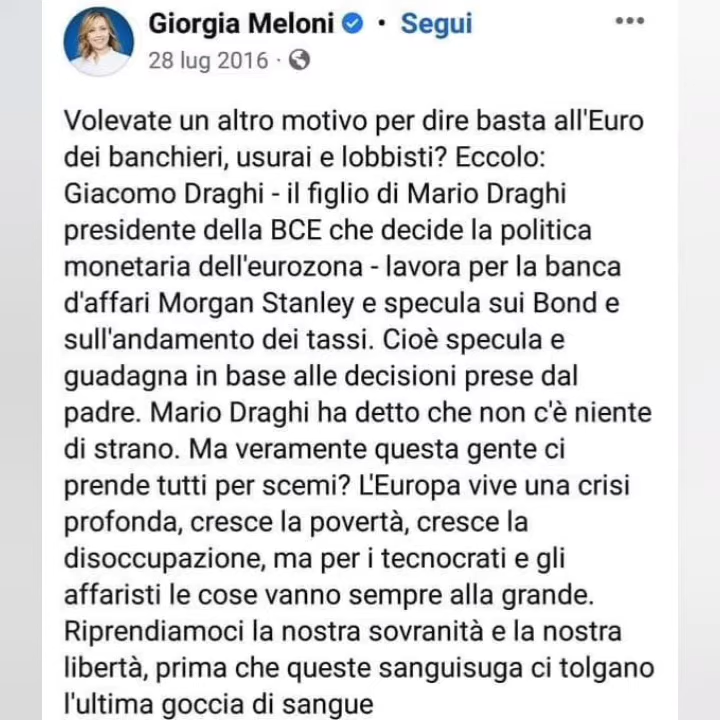 Giorgia Meloni • Segui
28 lug 2016 ·
Volevate un altro motivo per dire basta all'Euro
dei banchieri, usurai e lobbisti? Eccolo:
Giacomo Draghi - il figlio di Mario Draghi
presidente della BCE che decide la politica
monetaria dell'eurozona - lavora per la banca
d'affari Morgan Stanley e specula sui Bond e
sull'andamento dei tassi. Cioè specula e
guadagna in base alle decisioni prese dal
padre. Mario Draghi ha detto che non c'è niente
di strano. Ma veramente questa gente ci
prende tutti per scemi? L'Europa vive una crisi
profonda, cresce la povertà, cresce la
disoccupazione, ma per i tecnocrati e gli
affaristi le cose vanno sempre alla grande.
Riprendiamoci la nostra sovranità e la nostra
libertà, prima che queste sanguisuga ci tolgano
l'ultima goccia di sangue